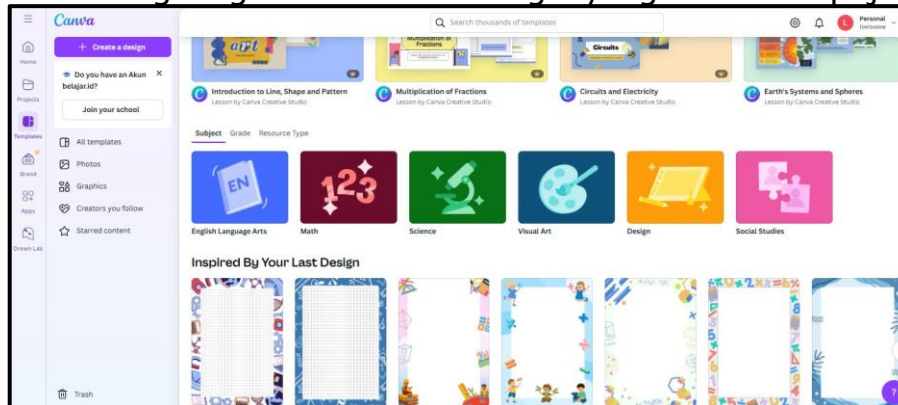 Canva
Search thousands of templates
L
Personal
Home
Projects
Templates
Brand
Apps
Dream Lab
+ Create a design
Do you have an Akun
belajar.id?
×
Join your school
All templates
Photos
Graphics
Creators you follow
Starred content
Trash
art
Multiplication of
Fractions
Circuits
Introduction to Line, Shape and Pattern
Lesson by Canva Creative Studio
Multiplication of Fractions
Lesson by Canva Creative Studio
Circuits and Electricity
Lesson by Canva Creative Studio
Earth's Systems and Spheres
Lesson by Canva Creative Studio
Subject Grade Resource Type
EN
123
English Language Arts
Math
Science
Visual Art
Design
Social Studies
Inspired By Your Last Design
?